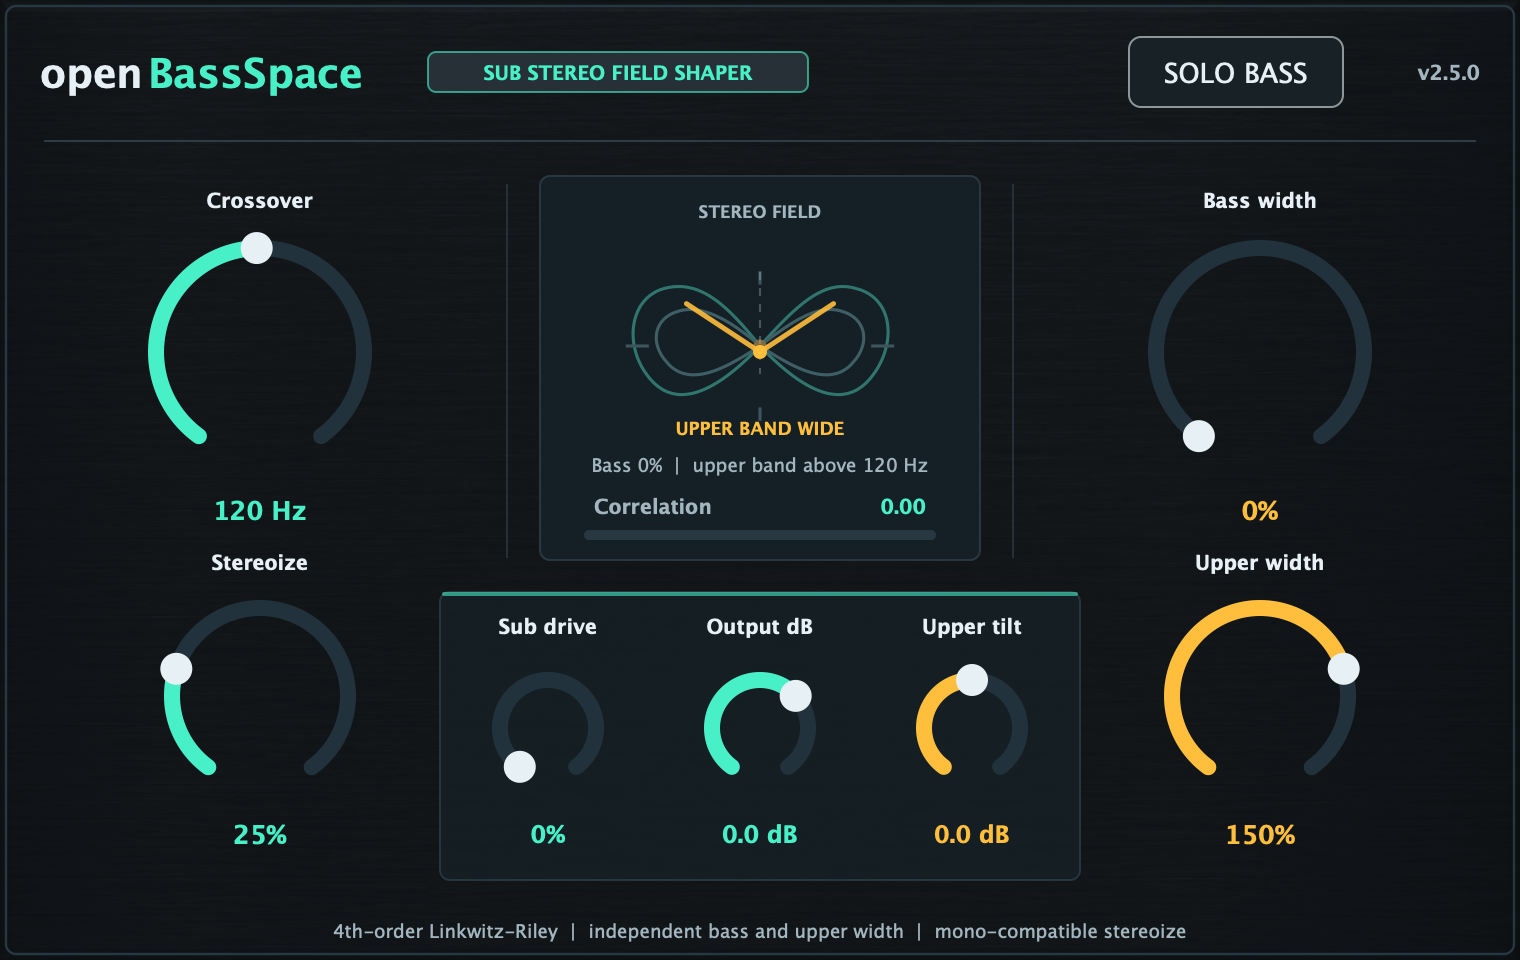 open BassSpace
SUB STEREO FIELD SHAPER
SOLO BASS
v2.5.0
Crossover
120 Hz
STEREO FIELD
UPPER BAND WIDE
Bass 0% | upper band above 120 Hz
Correlation 0.00
Bass width
0%
Stereoize
25%
Sub drive
0%
Output dB
0.0 dB
Upper tilt
0.0 dB
Upper width
150%
4th-order Linkwitz-Riley | independent bass and upper width | mono-compatible stereoize